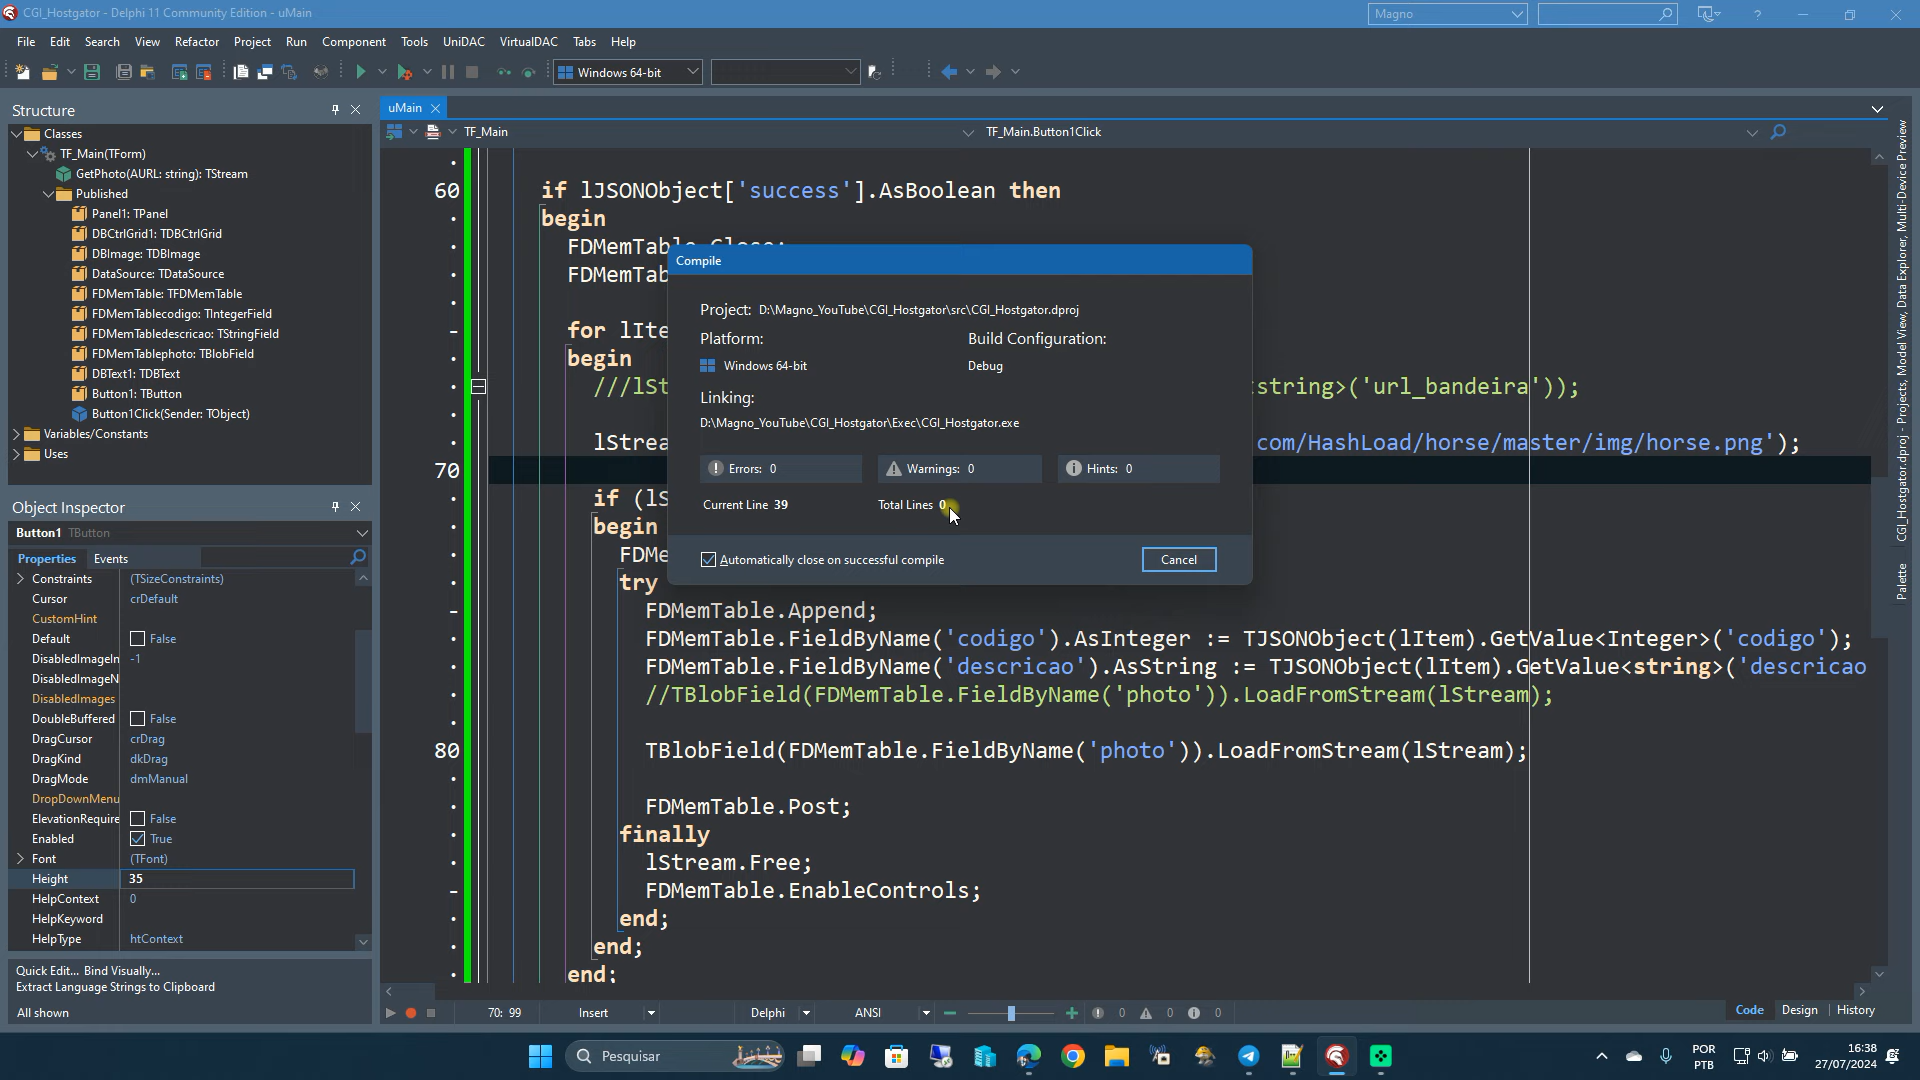 CGI_Hostgator - Delphi 11 Community Edition - uMain
Magno
File Edit Search View Refactor Project Run Component Tools UniDAC VirtualDAC Tabs Help
Windows 64-bit
Structure
Classes
TF_Main(TForm)
GetPhoto(AURL: string): TStream
Published
Panel1: TPanel
DBCtrlGrid1: TDBCtrlGrid
DBImage: TDBImage
DataSource: TDataSource
FDMemTable: TFDMemTable
FDMemTablecodigo: TIntegerField
FDMemTabledescricao: TStringField
FDMemTablephoto: TBlobField
DBText1: TDBText
Button1: TButton
Button1Click(Sender: TObject)
Variables/Constants
Uses
Object Inspector
Button1 TButton
Properties Events
Constraints (TSizeConstraints)
Cursor crDefault
CustomHint
Default False
DisabledImageIn -1
DisabledImageN
DisabledImages
DoubleBuffered False
DragCursor crDrag
DragKind dkDrag
DragMode dmManual
DropDownMenu
ElevationRequire False
Enabled True
Font (TFont)
Height 35
HelpContext 0
HelpKeyword
HelpType htContext
Quick Edit... Bind Visually...
Extract Language Strings to Clipboard
All shown
uMain
TF_Main TF_Main.Button1Click
60 if lJSONObject['success'].AsBoolean then
begin
FDMemTable.Close;
FDMemTab
for lIte
begin
///lSt string>('url_bandeira'));
lStrea com/HashLoad/horse/master/img/horse.png');
70
if (lS
begin
FDMe
try
FDMemTable.Append;
FDMemTable.FieldByName('codigo').AsInteger := TJSONObject(lItem).GetValue<Integer>('codigo');
FDMemTable.FieldByName('descricao').AsString := TJSONObject(lItem).GetValue<string>('descricao
//TBlobField(FDMemTable.FieldByName('photo')).LoadFromStream(lStream);
80 TBlobField(FDMemTable.FieldByName('photo')).LoadFromStream(lStream);
FDMemTable.Post;
finally
lStream.Free;
FDMemTable.EnableControls;
end;
end;
end;
Compile
Project: D:\Magno_YouTube\CGI_Hostgator\src\CGI_Hostgator.dproj
Platform: Build Configuration:
Windows 64-bit Debug
Linking:
D:\Magno_YouTube\CGI_Hostgator\Exec\CGI_Hostgator.exe
Errors: 0 Warnings: 0 Hints: 0
Current Line 39 Total Lines 0
Automatically close on successful compile Cancel
70: 99 Insert Delphi ANSI 0 0 0
Code Design History
CGI_Hostgator.dproj - Projects, Model View, Data Explorer, Multi-Device Preview
Palette
Pesquisar
POR
PTB
16:38
27/07/2024